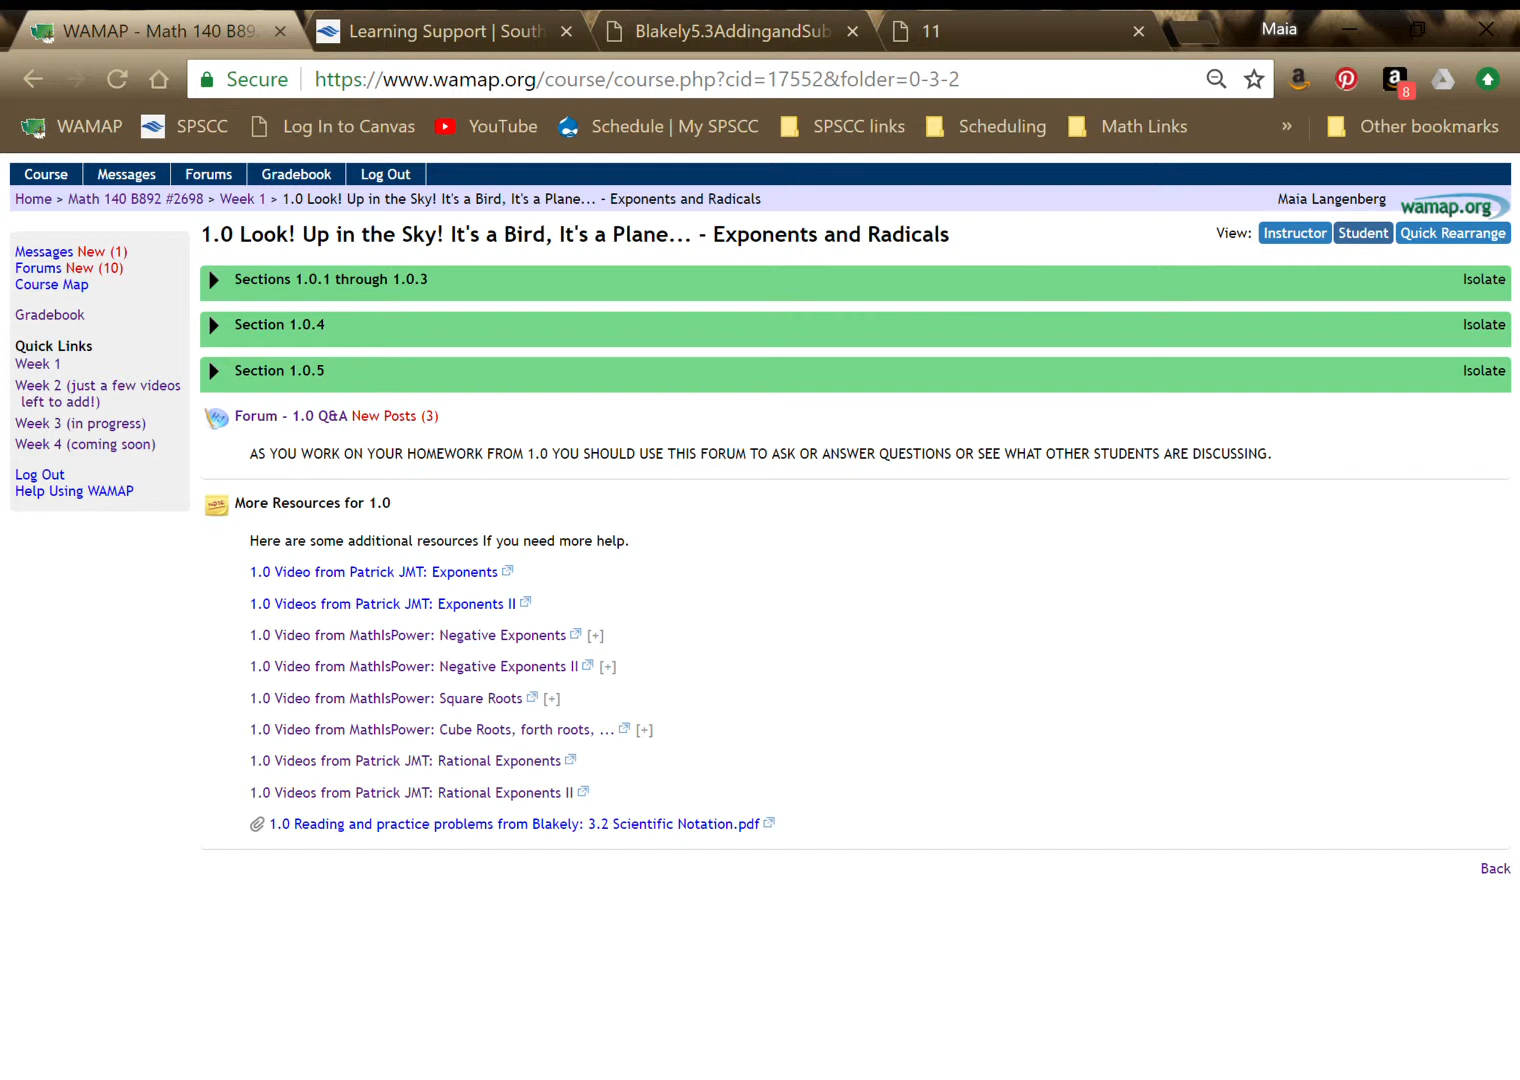 WAMAP - Math 140 B892
Learning Support | South
Blakely5.3AddingandSub
11
Maia
Secure
https://www.wamap.org/course/course.php?cid=17552&folder=0-3-2
8
WAMAP
SPSCC
Log In to Canvas
YouTube
Schedule | My SPSCC
SPSCC links
Scheduling
Math Links
»
Other bookmarks
Course
Messages
Forums
Gradebook
Log Out
Home > Math 140 B892 #2698 > Week 1 > 1.0 Look! Up in the Sky! It's a Bird, It's a Plane... - Exponents and Radicals
Maia Langenberg
wamap.org
Messages New (1)
Forums New (10)
Course Map
Gradebook
Quick Links
Week 1
Week 2 (just a few videos
left to add!)
Week 3 (in progress)
Week 4 (coming soon)
Log Out
Help Using WAMAP
1.0 Look! Up in the Sky! It's a Bird, It's a Plane... - Exponents and Radicals
View: Instructor Student Quick Rearrange
Sections 1.0.1 through 1.0.3
Isolate
Section 1.0.4
Isolate
Section 1.0.5
Isolate
Forum - 1.0 Q&A New Posts (3)
AS YOU WORK ON YOUR HOMEWORK FROM 1.0 YOU SHOULD USE THIS FORUM TO ASK OR ANSWER QUESTIONS OR SEE WHAT OTHER STUDENTS ARE DISCUSSING.
NOTE
More Resources for 1.0
Here are some additional resources If you need more help.
1.0 Video from Patrick JMT: Exponents
1.0 Videos from Patrick JMT: Exponents II
1.0 Video from MathIsPower: Negative Exponents [+]
1.0 Video from MathIsPower: Negative Exponents II [+]
1.0 Video from MathIsPower: Square Roots [+]
1.0 Video from MathIsPower: Cube Roots, forth roots, ... [+]
1.0 Videos from Patrick JMT: Rational Exponents
1.0 Videos from Patrick JMT: Rational Exponents II
1.0 Reading and practice problems from Blakely: 3.2 Scientific Notation.pdf
Back